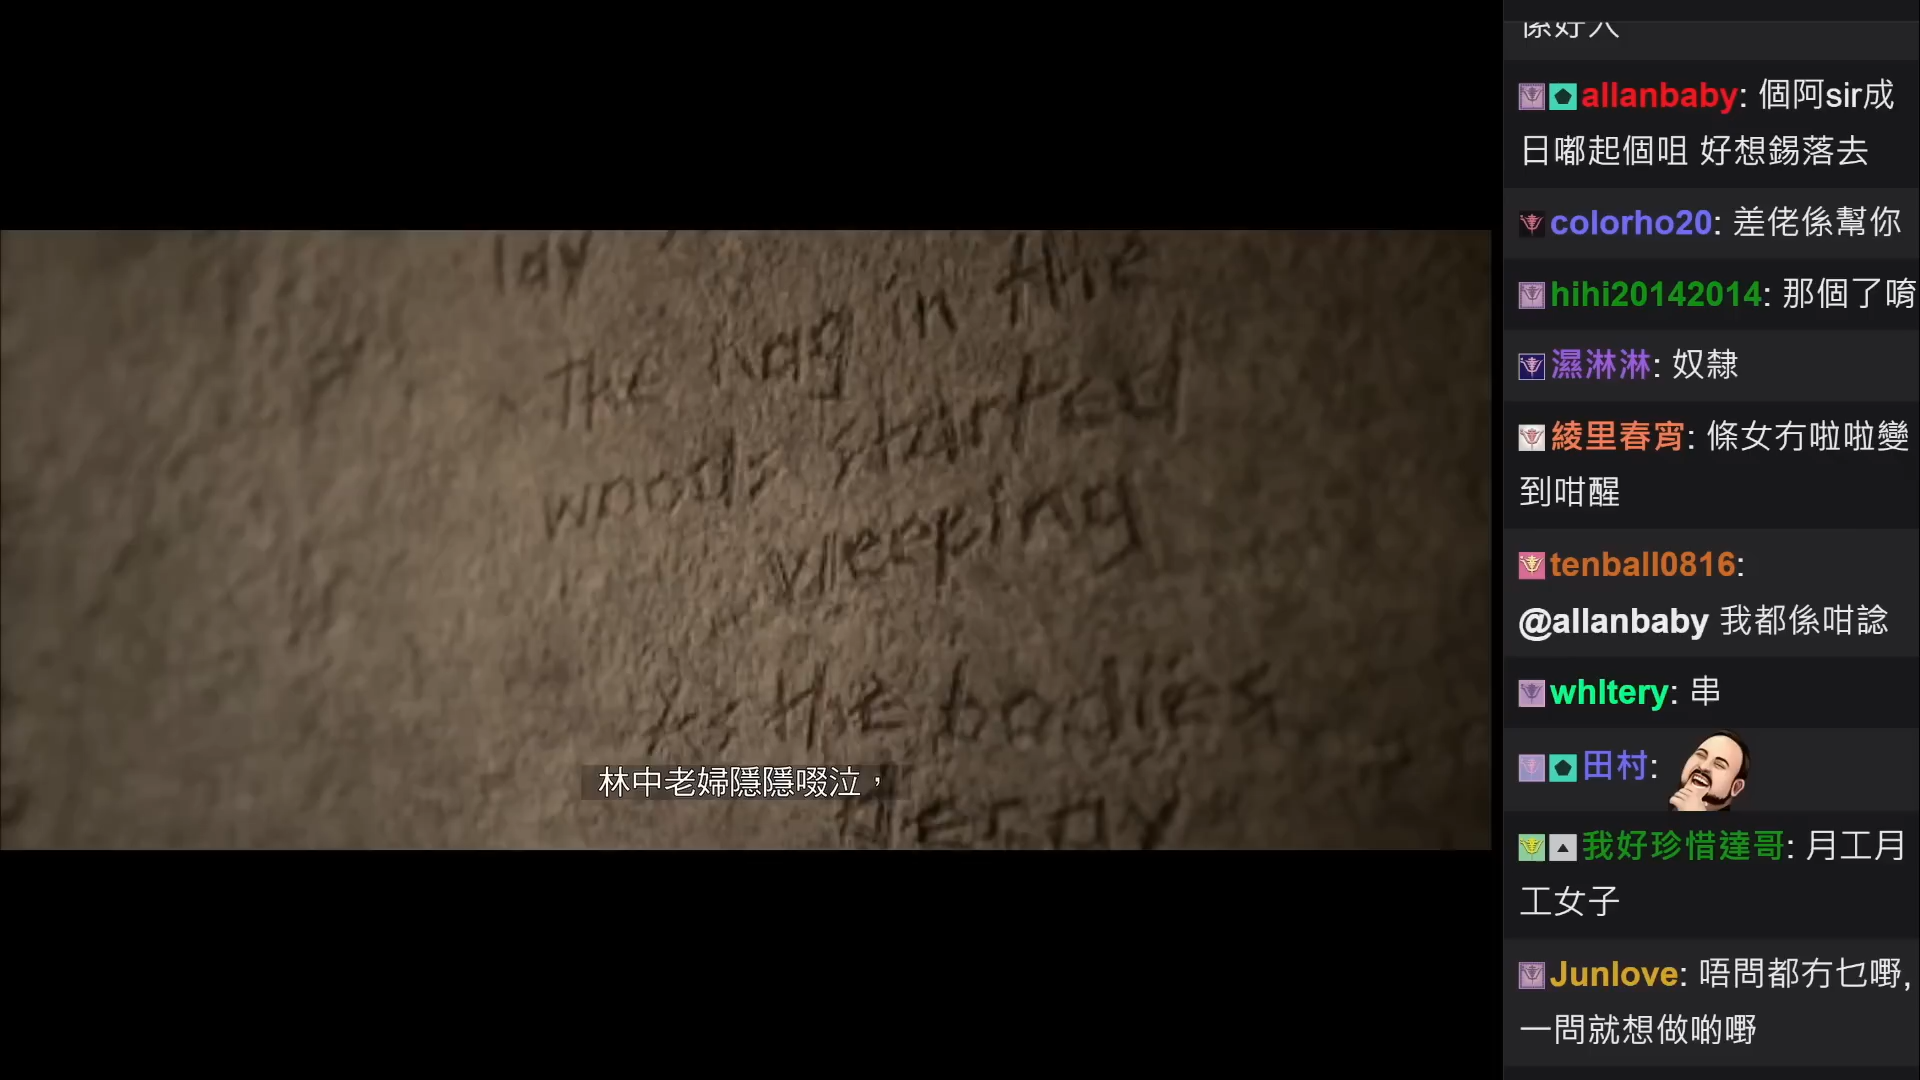 lay
The hag in the
woods started
weeping
As the bodies
林中老婦隱隱啜泣，
係好人
allanbaby: 個阿sir成
日嘟起個咀 好想錫落去
colorho20: 差佬係幫你
hihi20142014: 那個了唷
濕淋淋: 奴隸
綾里春宵: 條女冇啦啦變
到咁醒
tenball0816:
@allanbaby 我都係咁諗
whltery: 串
田村:
我好珍惜達哥: 月工月
工女子
Junlove: 唔問都冇乜嘢,
一問就想做啲嘢